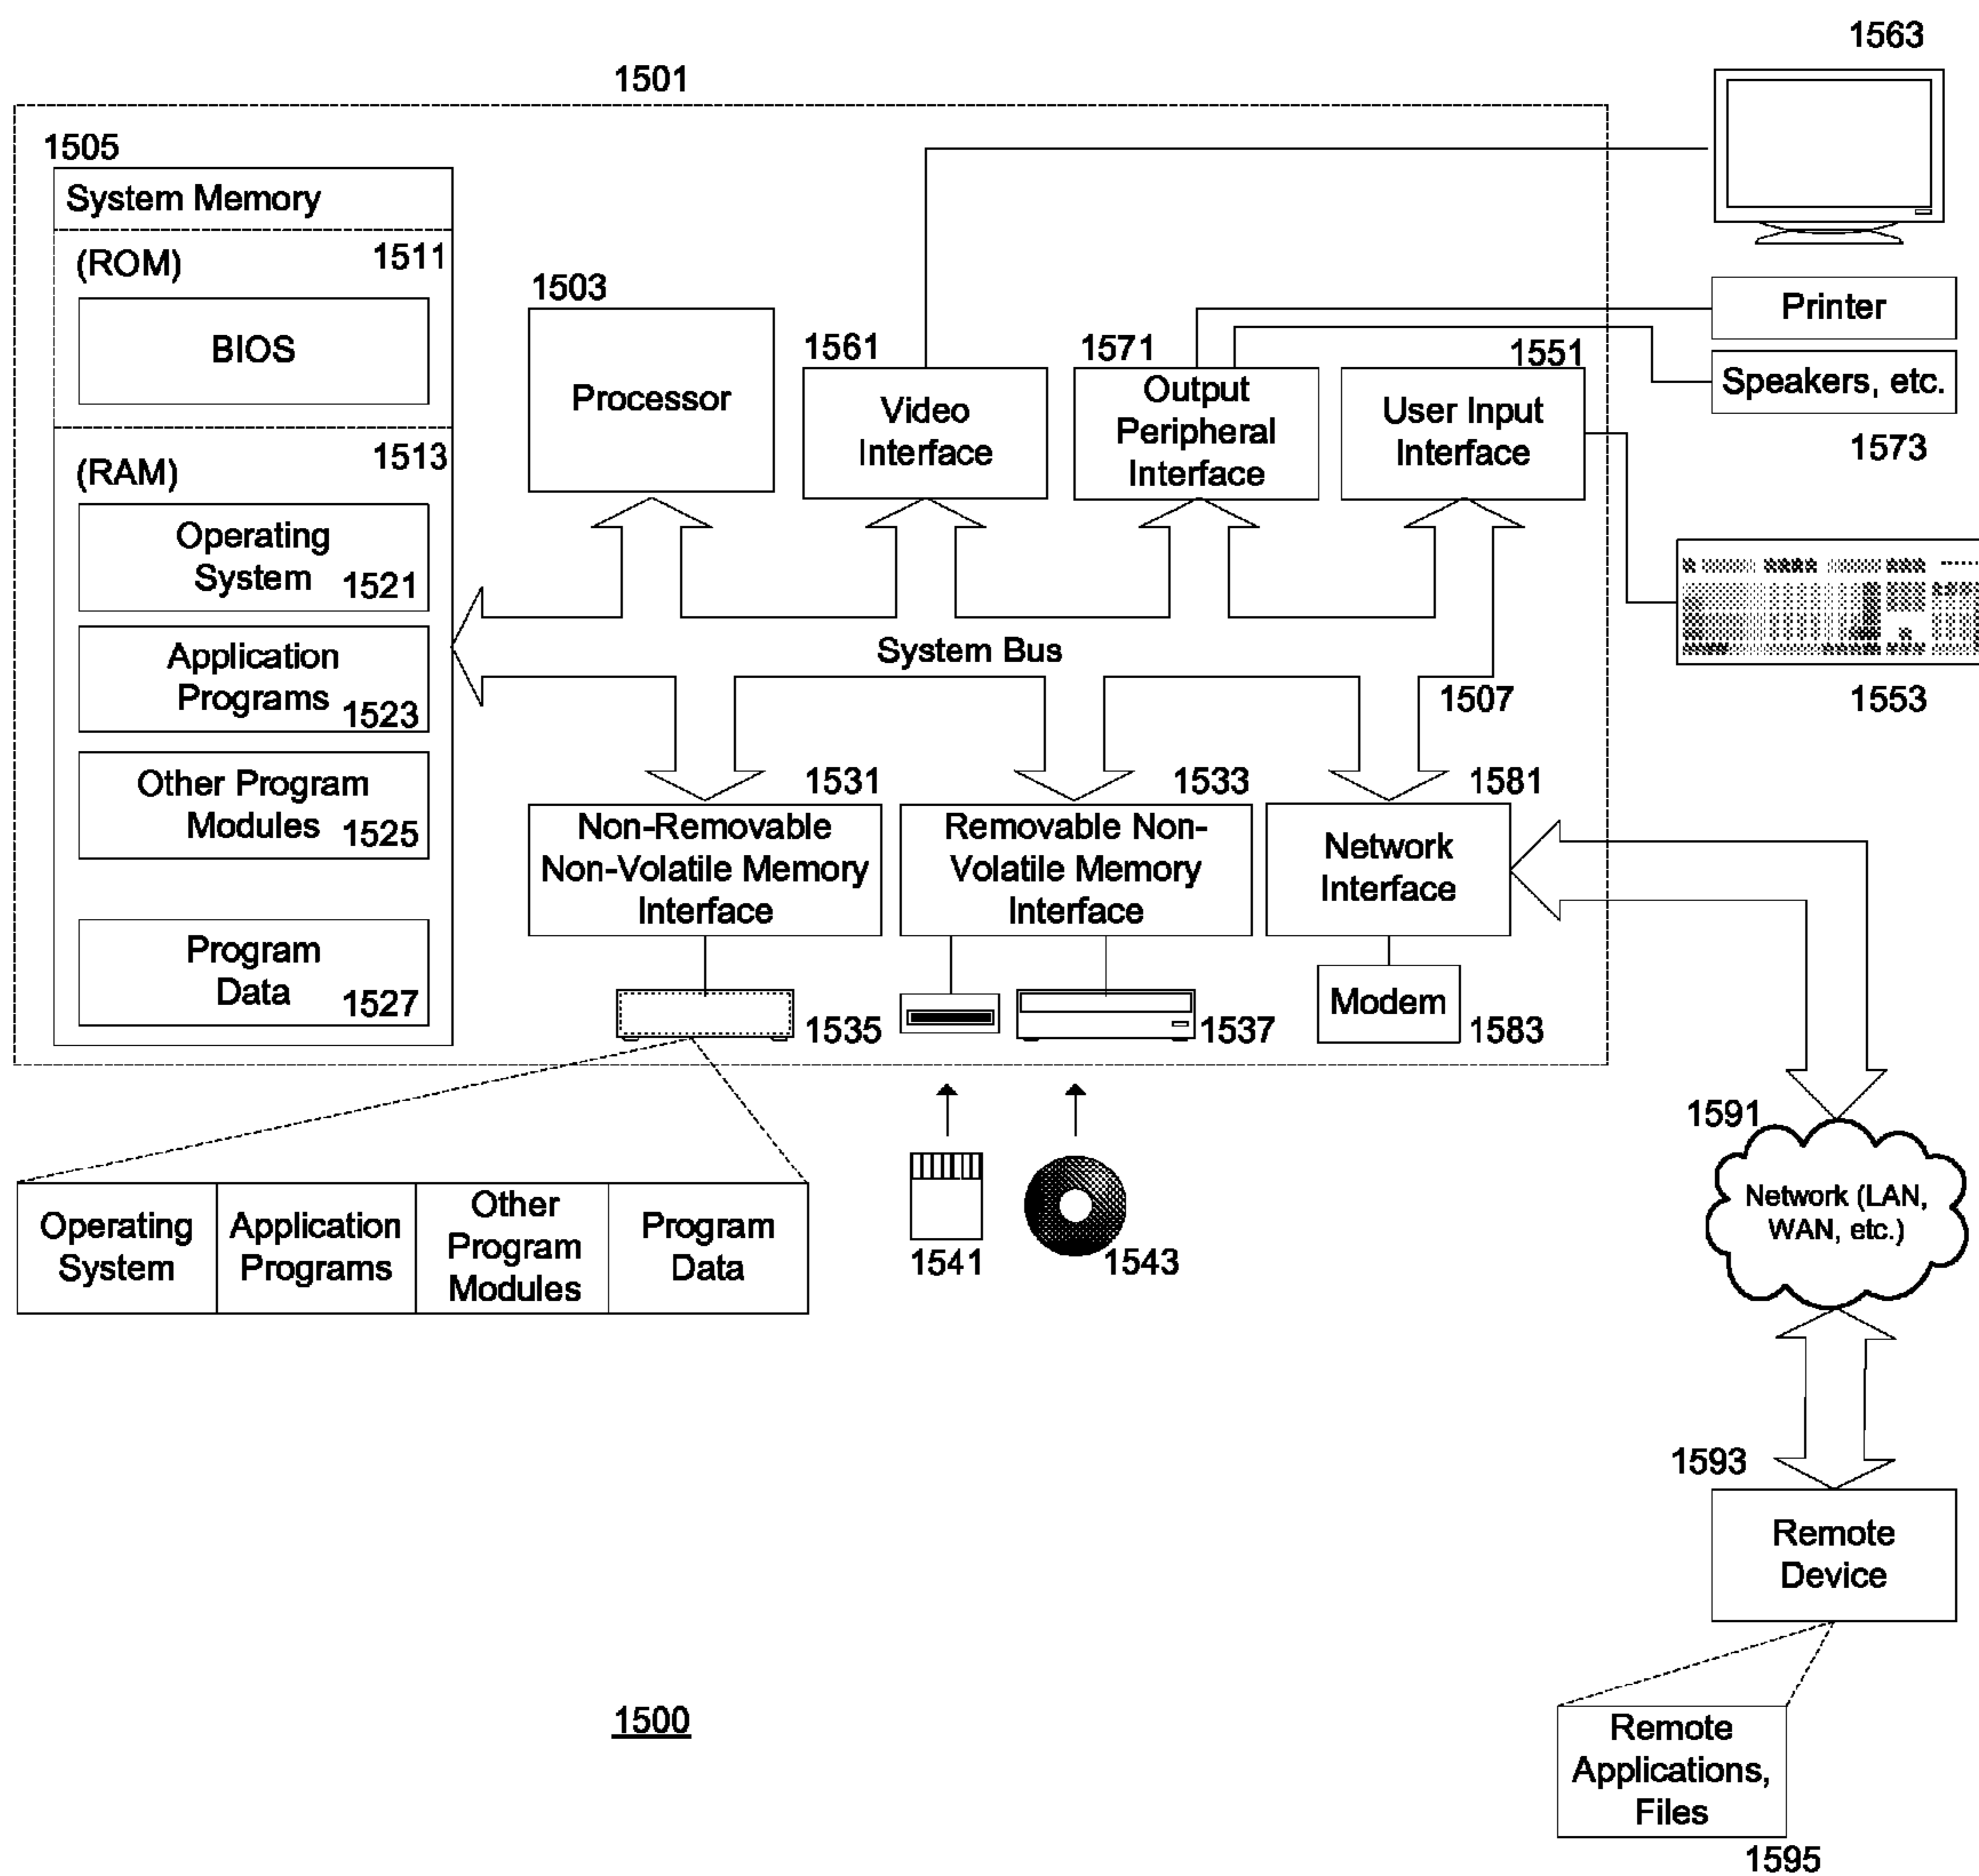 1563
1501
1505
System Memory
(ROM)
1511
BIOS
(RAM)
1513
Operating
System
1521
Application
Programs
1523
Other Program
Modules
1525
Program
Data
1527
1503
Processor
1561
Video
Interface
1571
Output
Peripheral
Interface
1551
User Input
Interface
Printer
Speakers, etc.
1573
1553
System Bus
1507
1531
Non-Removable
Non-Volatile Memory
Interface
1533
Removable Non-
Volatile Memory
Interface
1581
Network
Interface
1535
1537
Modem
1583
Operating
System
Application
Programs
Other
Program
Modules
Program
Data
1541
1543
1591
Network (LAN,
WAN, etc.)
1593
Remote
Device
Remote
Applications,
Files
1595
1500